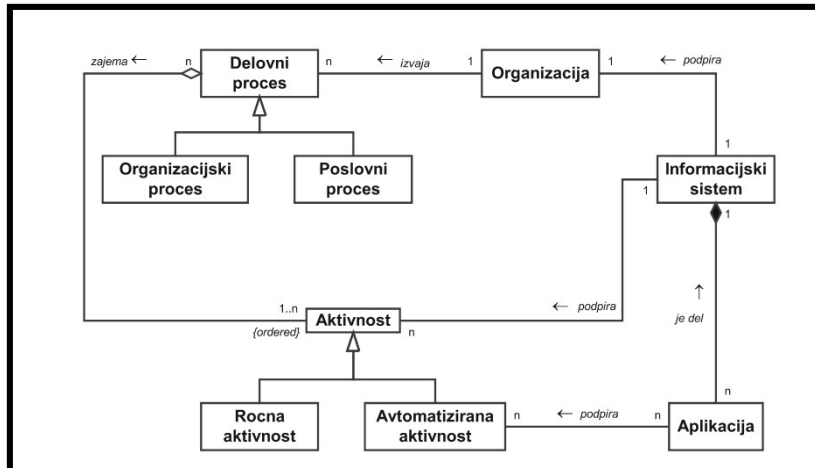 zajema ←
n
Delovni
proces
n
← izvaja
1
Organizacija
1
← podpira
1
Organizacijski
proces
Poslovni
proces
1
Informacijski
sistem
1
1..n
{ordered}
Aktivnost
n
← podpira
↑
je del
n
Rocna
aktivnost
Avtomatizirana
aktivnost
n
← podpira
n
Aplikacija